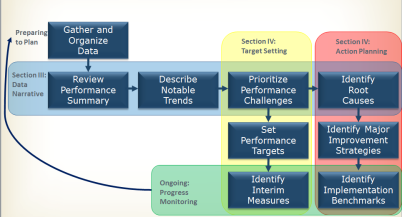 Preparing
to Plan
Gather and
Organize
Data
Section IV:
Target Setting
Section IV:
Action Planning
Section III:
Data
Narrative
Review
Performance
Summary
Describe
Notable
Trends
Prioritize
Performance
Challenges
Identify
Root
Causes
Set
Performance
Targets
Identify Major
Improvement
Strategies
Ongoing:
Progress
Monitoring
Identify
Interim
Measures
Identify
Implementation
Benchmarks